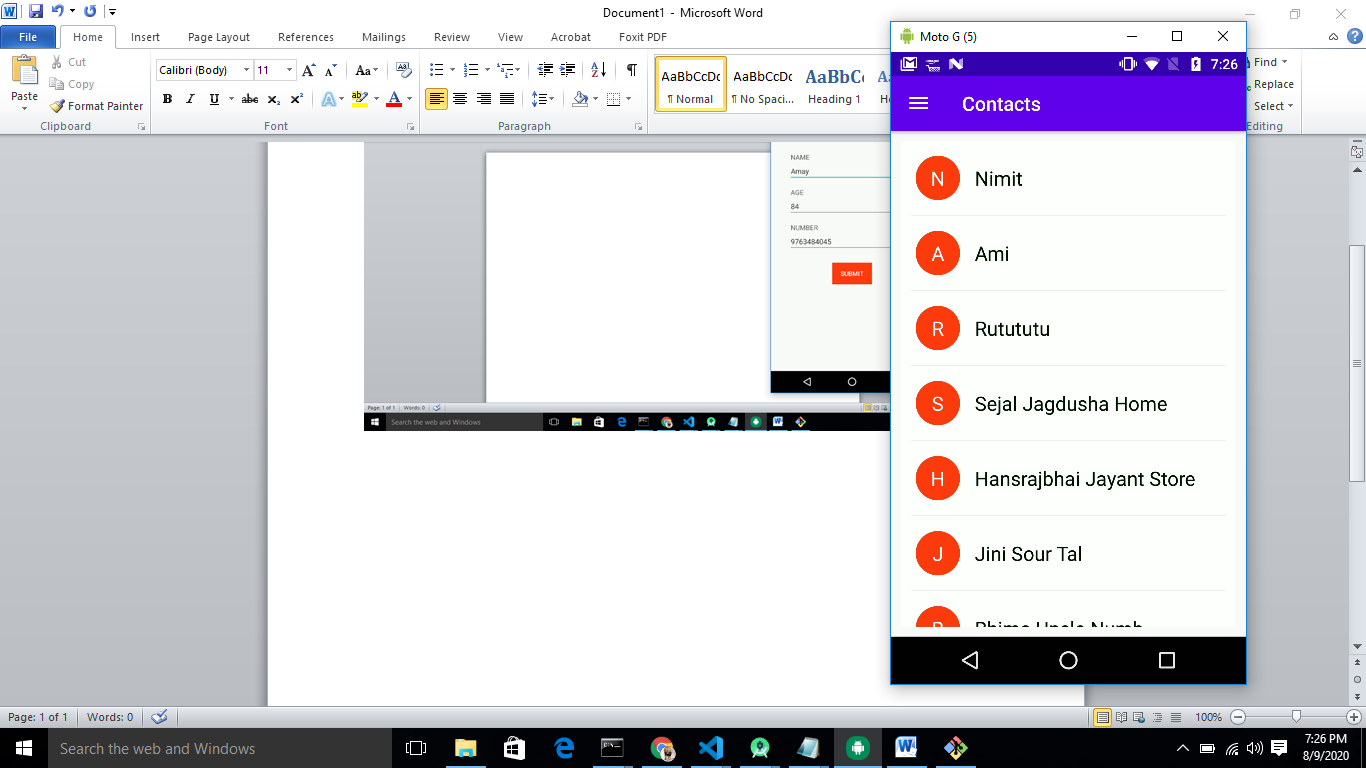 Document1 - Microsoft Word
File Home Insert Page Layout References Mailings Review View Acrobat Foxit PDF
Paste
Cut
Copy
Format Painter
Clipboard
Calibri (Body) 11
Font
Paragraph
AaBbCcDc AaBbCcDc AaBbC
¶ Normal ¶ No Spaci... Heading 1
Find
Replace
Select
Editing
NAME
Amay
AGE
84
NUMBER
9763484045
SUBMIT
Page: 1 of 1 Words: 0
Search the web and Windows
Moto G (5)
7:26
Contacts
N Nimit
A Ami
R Rutututu
S Sejal Jagdusha Home
H Hansrajbhai Jayant Store
J Jini Sour Tal
Page: 1 of 1 Words: 0
100%
Search the web and Windows
7:26 PM
8/9/2020